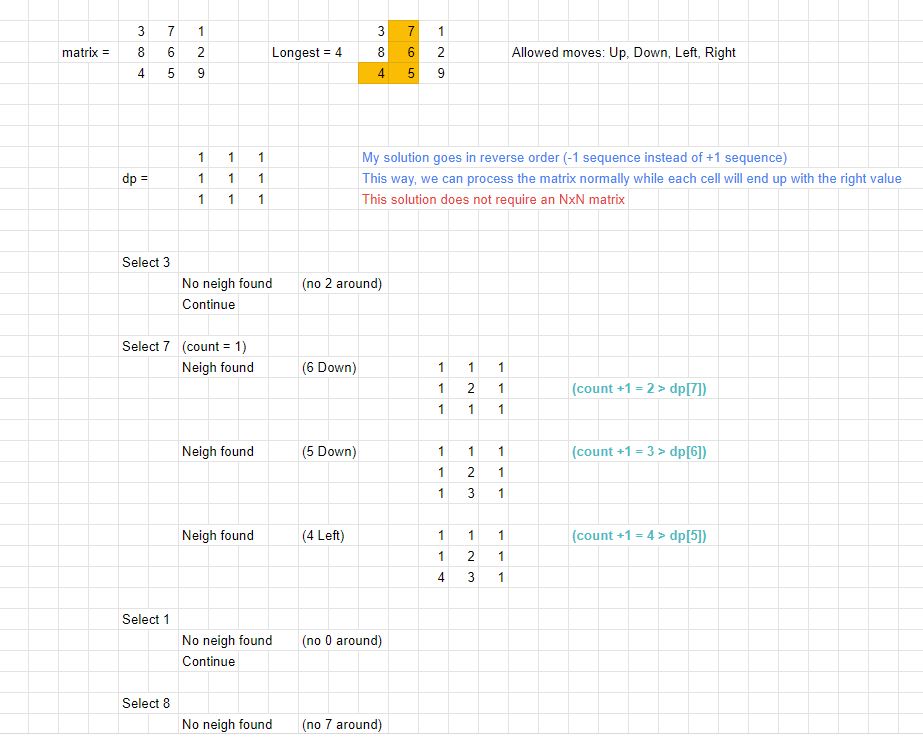 3 7 1 3 7 1
matrix = 8 6 2 Longest = 4 8 6 2 Allowed moves: Up, Down, Left, Right
4 5 9 4 5 9
1 1 1 My solution goes in reverse order (-1 sequence instead of +1 sequence)
dp = 1 1 1 This way, we can process the matrix normally while each cell will end up with the right value
1 1 1 This solution does not require an NxN matrix
Select 3
No neigh found (no 2 around)
Continue
Select 7 (count = 1)
Neigh found (6 Down) 1 1 1
1 2 1 (count +1 = 2 > dp[7])
1 1 1
Neigh found (5 Down) 1 1 1 (count +1 = 3 > dp[6])
1 2 1
1 3 1
Neigh found (4 Left) 1 1 1 (count +1 = 4 > dp[5])
1 2 1
4 3 1
Select 1
No neigh found (no 0 around)
Continue
Select 8
No neigh found (no 7 around)